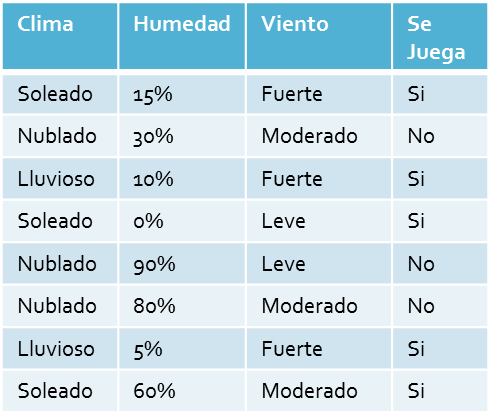 Clima Humedad Viento Se Juega
Soleado 15% Fuerte Si
Nublado 30% Moderado No
Lluvioso 10% Fuerte Si
Soleado 0% Leve Si
Nublado 90% Leve No
Nublado 80% Moderado No
Lluvioso 5% Fuerte Si
Soleado 60% Moderado Si